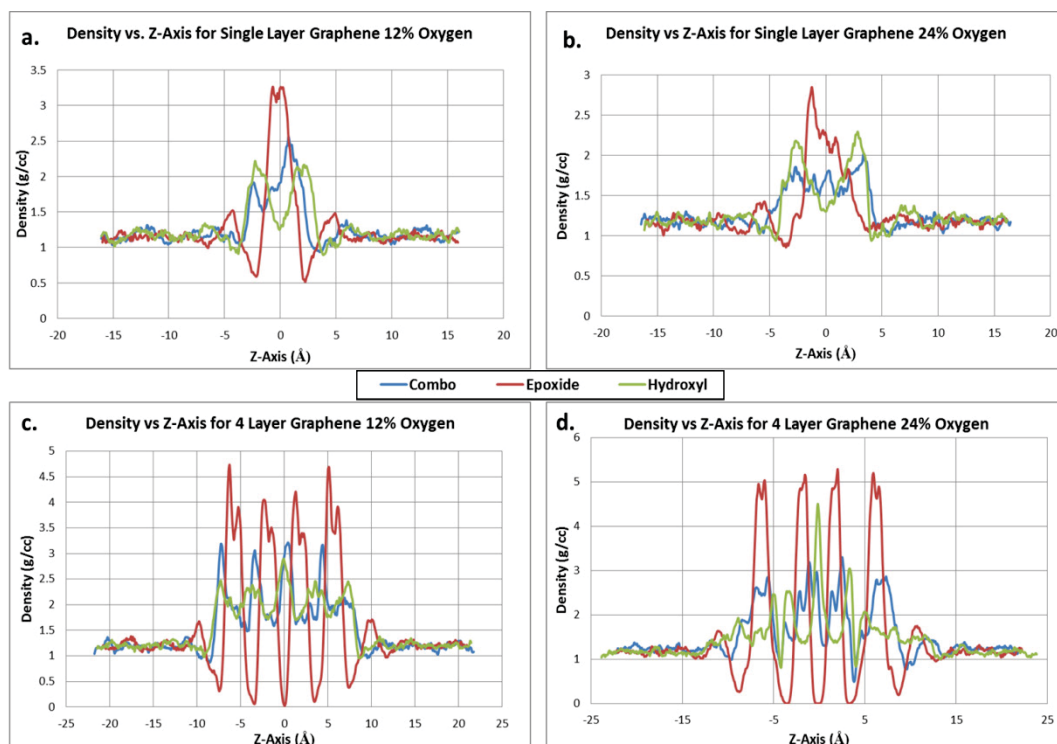 a.
Density vs. Z-Axis for Single Layer Graphene 12% Oxygen
3.5
3
2.5
2
1.5
1
0.5
0
Density (g/cc)
-20 -15 -10 -5 0 5 10 15 20
Z-Axis (Å)
b.
Density vs Z-Axis for Single Layer Graphene 24% Oxygen
3
2.5
2
1.5
1
0.5
0
Density (g/cc)
-20 -15 -10 -5 0 5 10 15 20
Z-Axis (Å)
Combo Epoxide Hydroxyl
c.
Density vs Z-Axis for 4 Layer Graphene 12% Oxygen
5
4.5
4
3.5
3
2.5
2
1.5
1
0.5
0
Density (g/cc)
-25 -20 -15 -10 -5 0 5 10 15 20 25
Z-Axis (Å)
d.
Density vs Z-Axis for 4 Layer Graphene 24% Oxygen
6
5
4
3
2
1
0
Density (g/cc)
-25 -15 -5 5 15 25
Z-Axis (Å)